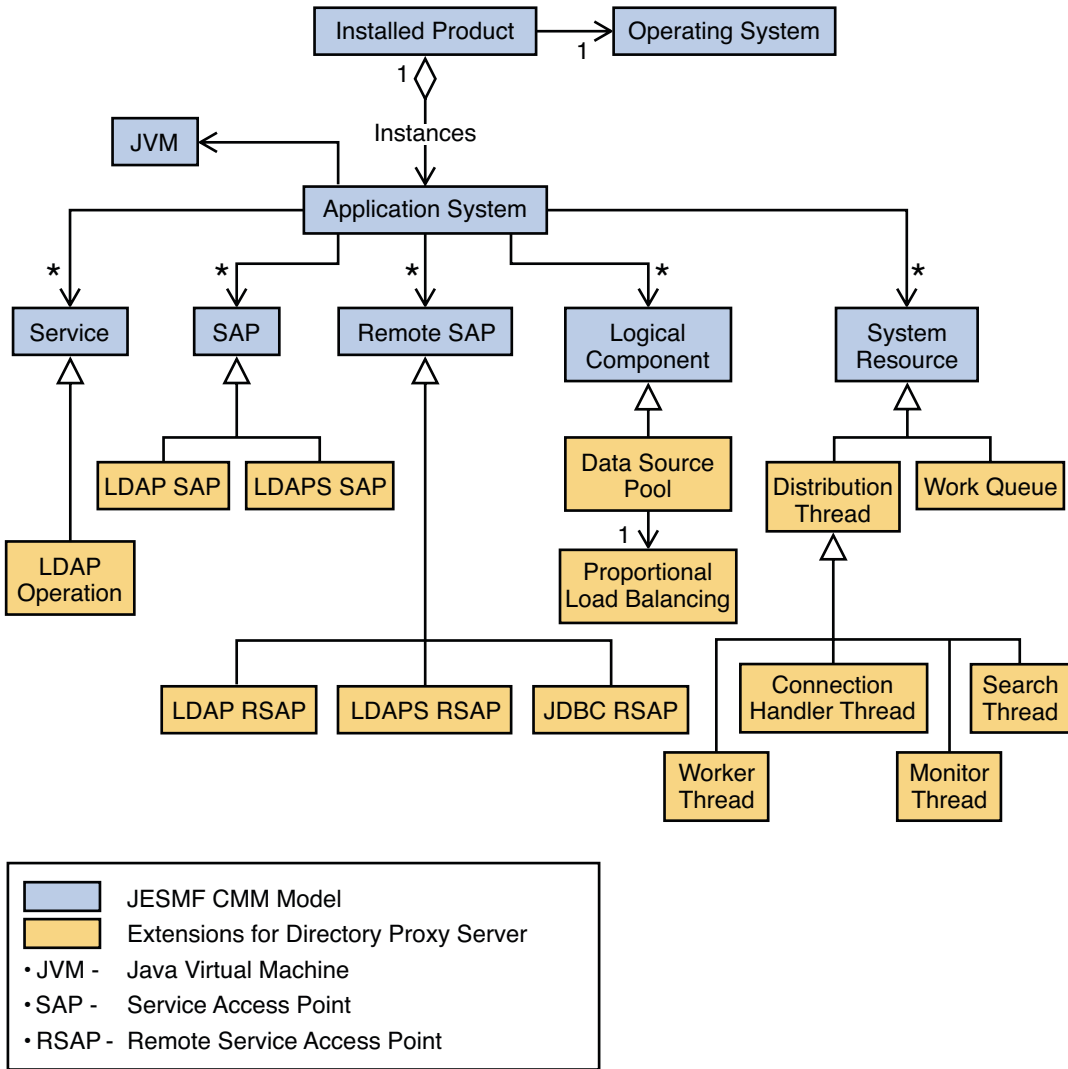 Installed Product
Operating System
1
1
Instances
JVM
Application System
*
*
*
*
*
Service
SAP
Remote SAP
Logical
Component
System
Resource
LDAP SAP
LDAPS SAP
Data Source
Pool
Distribution
Thread
Work Queue
1
LDAP
Operation
Proportional
Load Balancing
LDAP RSAP
LDAPS RSAP
JDBC RSAP
Connection
Handler Thread
Search
Thread
Worker
Thread
Monitor
Thread
JESMF CMM Model
Extensions for Directory Proxy Server
• JVM - Java Virtual Machine
• SAP - Service Access Point
• RSAP - Remote Service Access Point